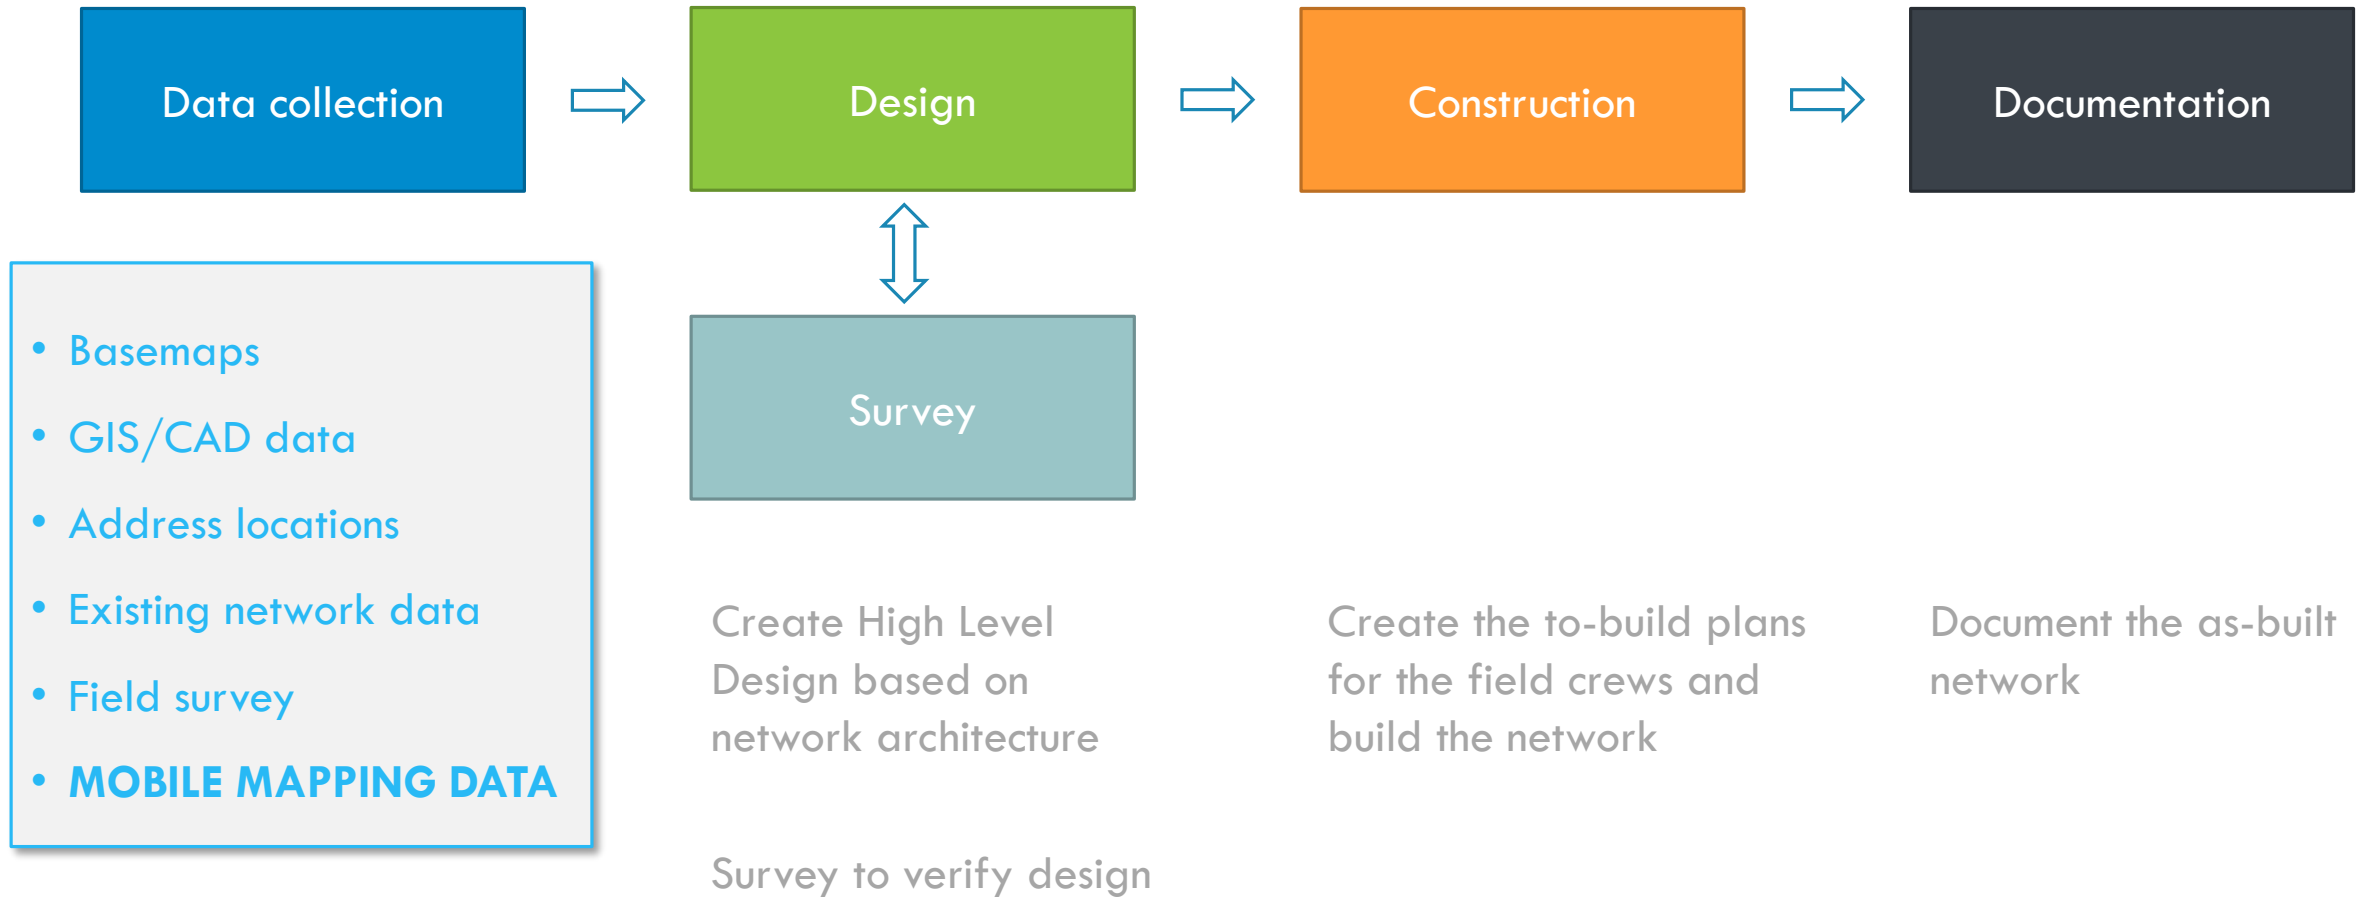 Data collection
Design
Construction
Documentation
Survey
• Basemaps
• GIS/CAD data
• Address locations
• Existing network data
• Field survey
• MOBILE MAPPING DATA
Create High Level
Design based on
network architecture
Survey to verify design
Create the to-build plans
for the field crews and
build the network
Document the as-built
network